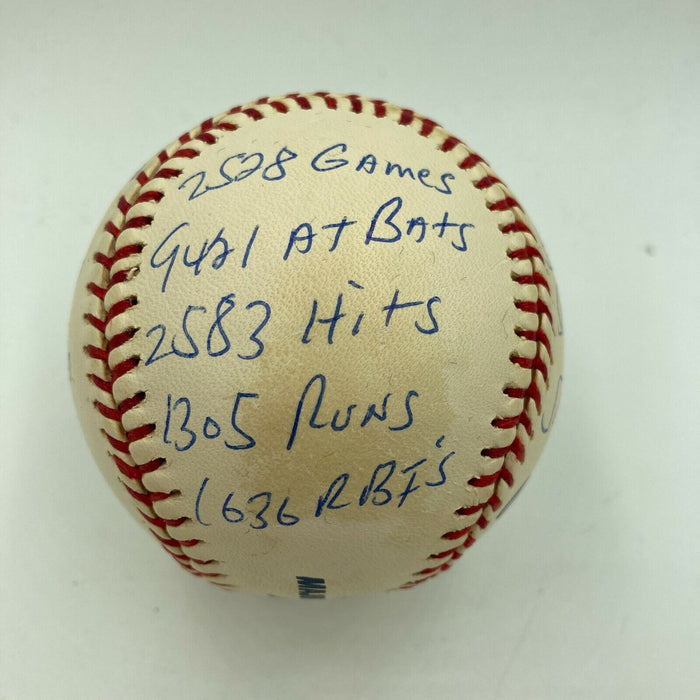 2528 Games
9421 At Bats
2583 Hits
1305 Runs
1636 RBI's